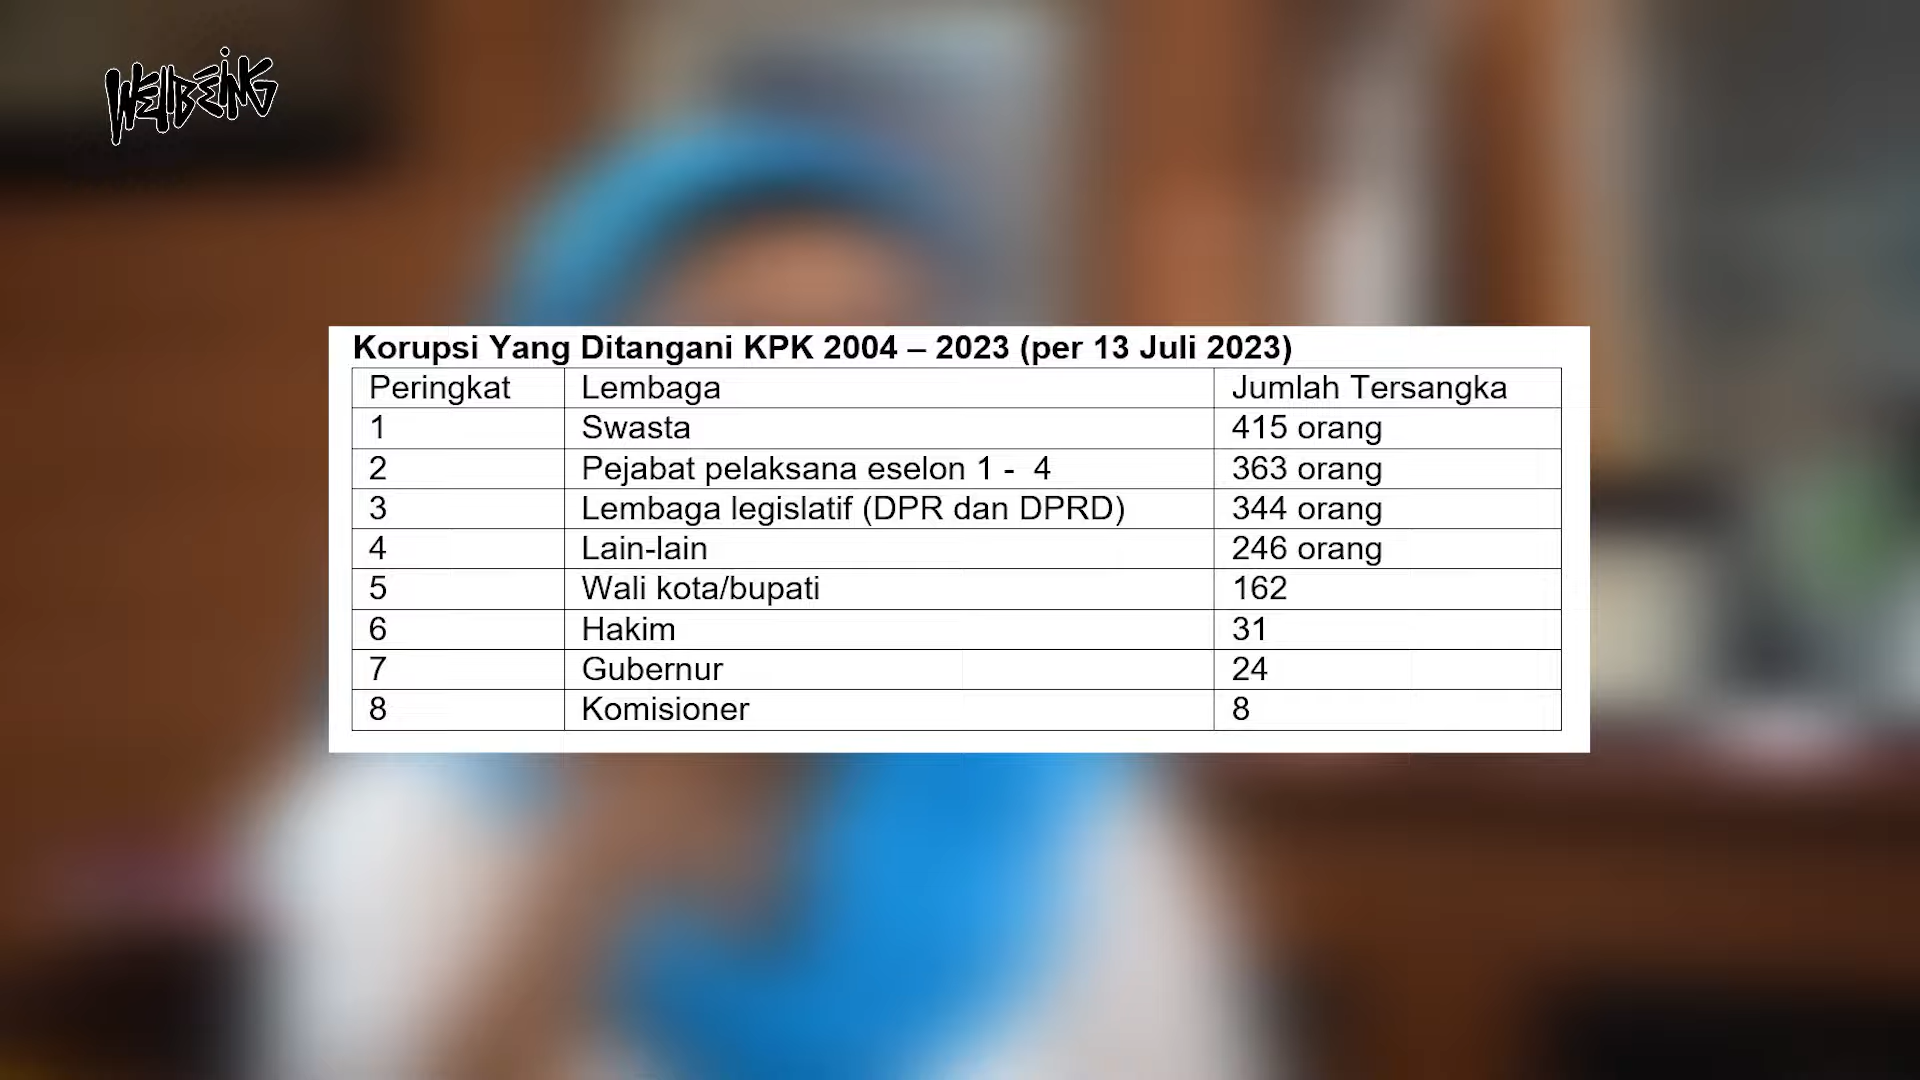 WELLBEING
Korupsi Yang Ditangani KPK 2004 – 2023 (per 13 Juli 2023)
Peringkat Lembaga Jumlah Tersangka
1 Swasta 415 orang
2 Pejabat pelaksana eselon 1 - 4 363 orang
3 Lembaga legislatif (DPR dan DPRD) 344 orang
4 Lain-lain 246 orang
5 Wali kota/bupati 162
6 Hakim 31
7 Gubernur 24
8 Komisioner 8